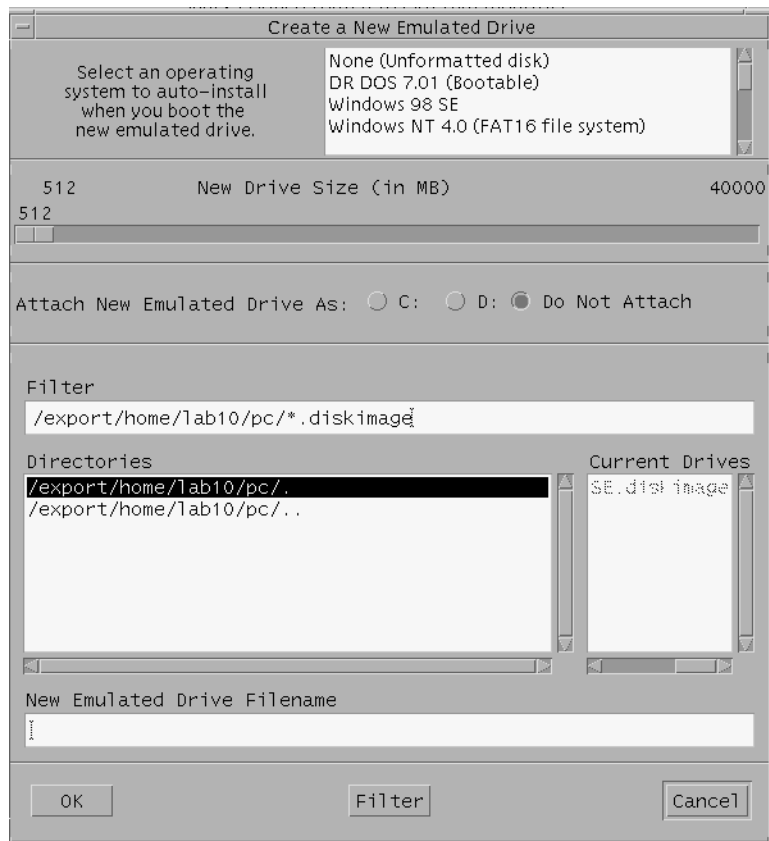 Create a New Emulated Drive
Select an operating
system to auto-install
when you boot the
new emulated drive.
None (Unformatted disk)
DR DOS 7.01 (Bootable)
Windows 98 SE
Windows NT 4.0 (FAT16 file system)
512 New Drive Size (in MB) 40000
512
Attach New Emulated Drive As: C: D: Do Not Attach
Filter
/export/home/lab10/pc/*.diskimage
Directories
/export/home/lab10/pc/.
/export/home/lab10/pc/..
Current Drives
SE.diskimage
New Emulated Drive Filename
OK Filter Cancel